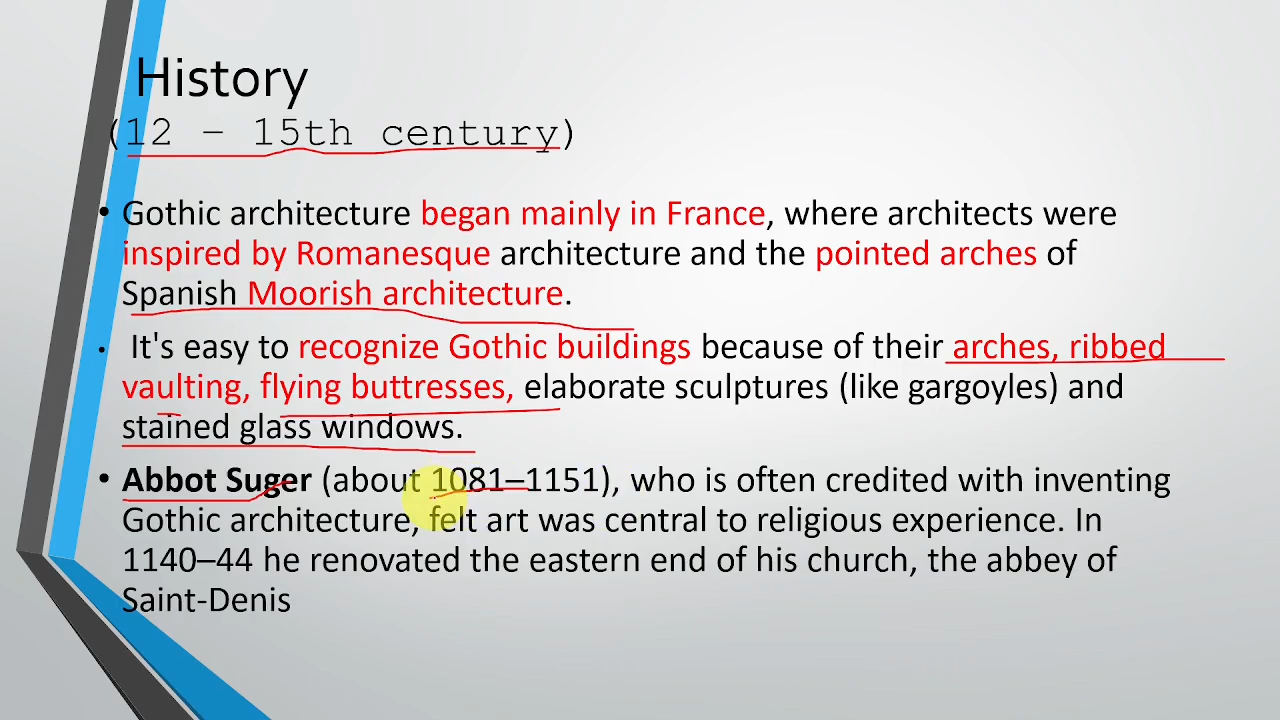 History
(12 – 15th century)
• Gothic architecture began mainly in France, where architects were
inspired by Romanesque architecture and the pointed arches of
Spanish Moorish architecture.
• It's easy to recognize Gothic buildings because of their arches, ribbed
vaulting, flying buttresses, elaborate sculptures (like gargoyles) and
stained glass windows.
• Abbot Suger (about 1081–1151), who is often credited with inventing
Gothic architecture, felt art was central to religious experience. In
1140–44 he renovated the eastern end of his church, the abbey of
Saint-Denis